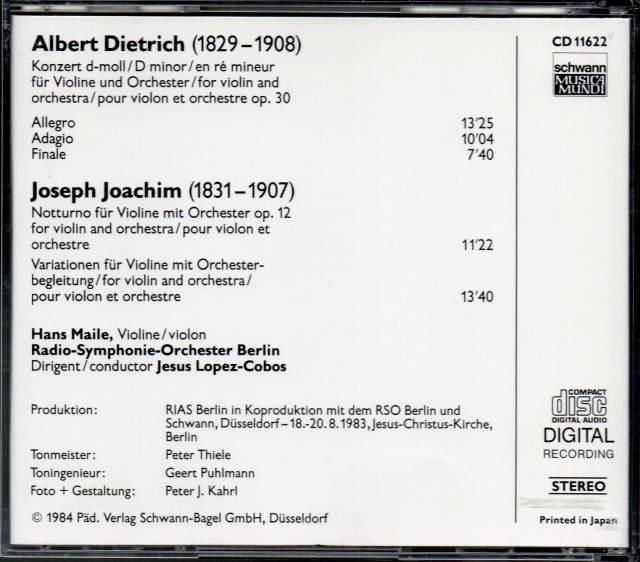 Albert Dietrich (1829–1908)
Konzert d-moll/D minor/en ré mineur
für Violine und Orchester/for violin and
orchestra/pour violon et orchestre op. 30
Allegro 13'25
Adagio 10'04
Finale 7'40
Joseph Joachim (1831–1907)
Notturno für Violine mit Orchester op. 12
for violin and orchestra/pour violon et
orchestre 11'22
Variationen für Violine mit Orchester-
begleitung/for violin and orchestra/
pour violon et orchestre 13'40
Hans Maile, Violine/violon
Radio-Symphonie-Orchester Berlin
Dirigent/conductor Jesus Lopez-Cobos
Produktion: RIAS Berlin in Koproduktion mit dem RSO Berlin und
Schwann, Düsseldorf–18.-20. 8. 1983, Jesus-Christus-Kirche,
Berlin
Tonmeister: Peter Thiele
Toningenieur: Geert Puhlmann
Foto + Gestaltung: Peter J. Kahrl
© 1984 Päd. Verlag Schwann-Bagel GmbH, Düsseldorf
CD 11622
schwann
MUSICA
MUNDI
COMPACT
disc
DIGITAL AUDIO
DIGITAL
RECORDING
STEREO
Printed in Japan